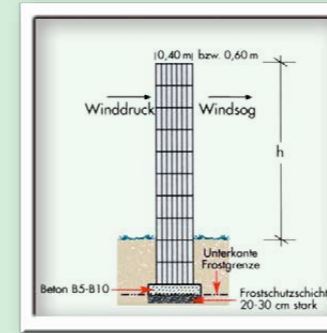 |0,40 m| bzw. 0,60 m
Winddruck
Windsog
h
Unterkante
Frostgrenze
Beton B5-B10
Frostschutzschicht
20-30 cm stark